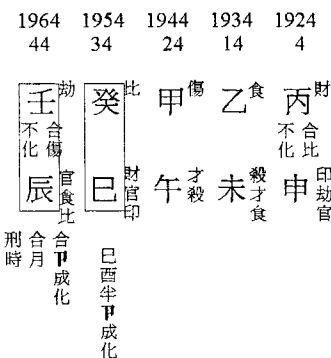 1964 1954 1944 1934 1924
44 34 24 14 4
壬 劫 癸 比 甲 傷 乙 食 丙 財
合傷 不化
合比 不化
辰 官食比 巳 財官印 午 才殺 未 殺才食 申 印劫官
合 成化
合月
刑時
巳酉半 成化